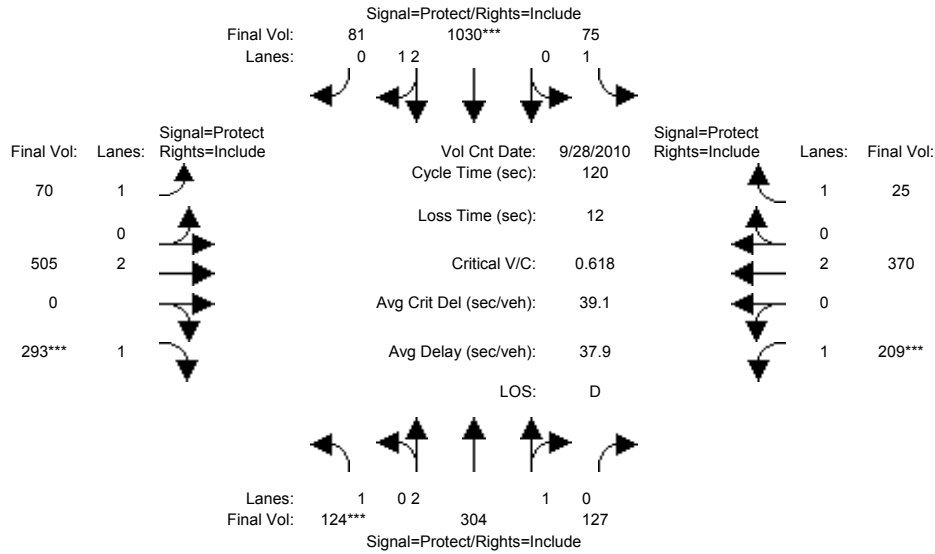 Signal=Protect/Rights=Include
Final Vol: 81 1030*** 75
Lanes: 0 1 2 0 1
Signal=Protect Signal=Protect
Final Vol: Lanes: Rights=Include Vol Cnt Date: 9/28/2010 Rights=Include Lanes: Final Vol:
Cycle Time (sec): 120
70 1 1 25
Loss Time (sec): 12
0 0
505 2 Critical V/C: 0.618 2 370
0 Avg Crit Del (sec/veh): 39.1 0
293*** 1 Avg Delay (sec/veh): 37.9 1 209***
LOS: D
Lanes: 1 0 2 1 0
Final Vol: 124*** 304 127
Signal=Protect/Rights=Include